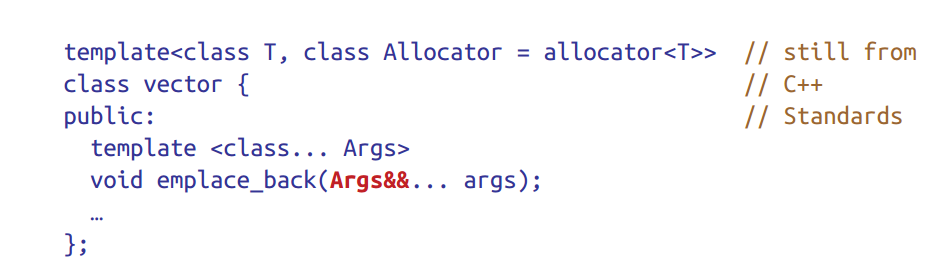 template<class T, class Allocator = allocator<T>> // still from
class vector { // C++
public: // Standards
template <class... Args>
void emplace_back(Args&&... args);
…
};